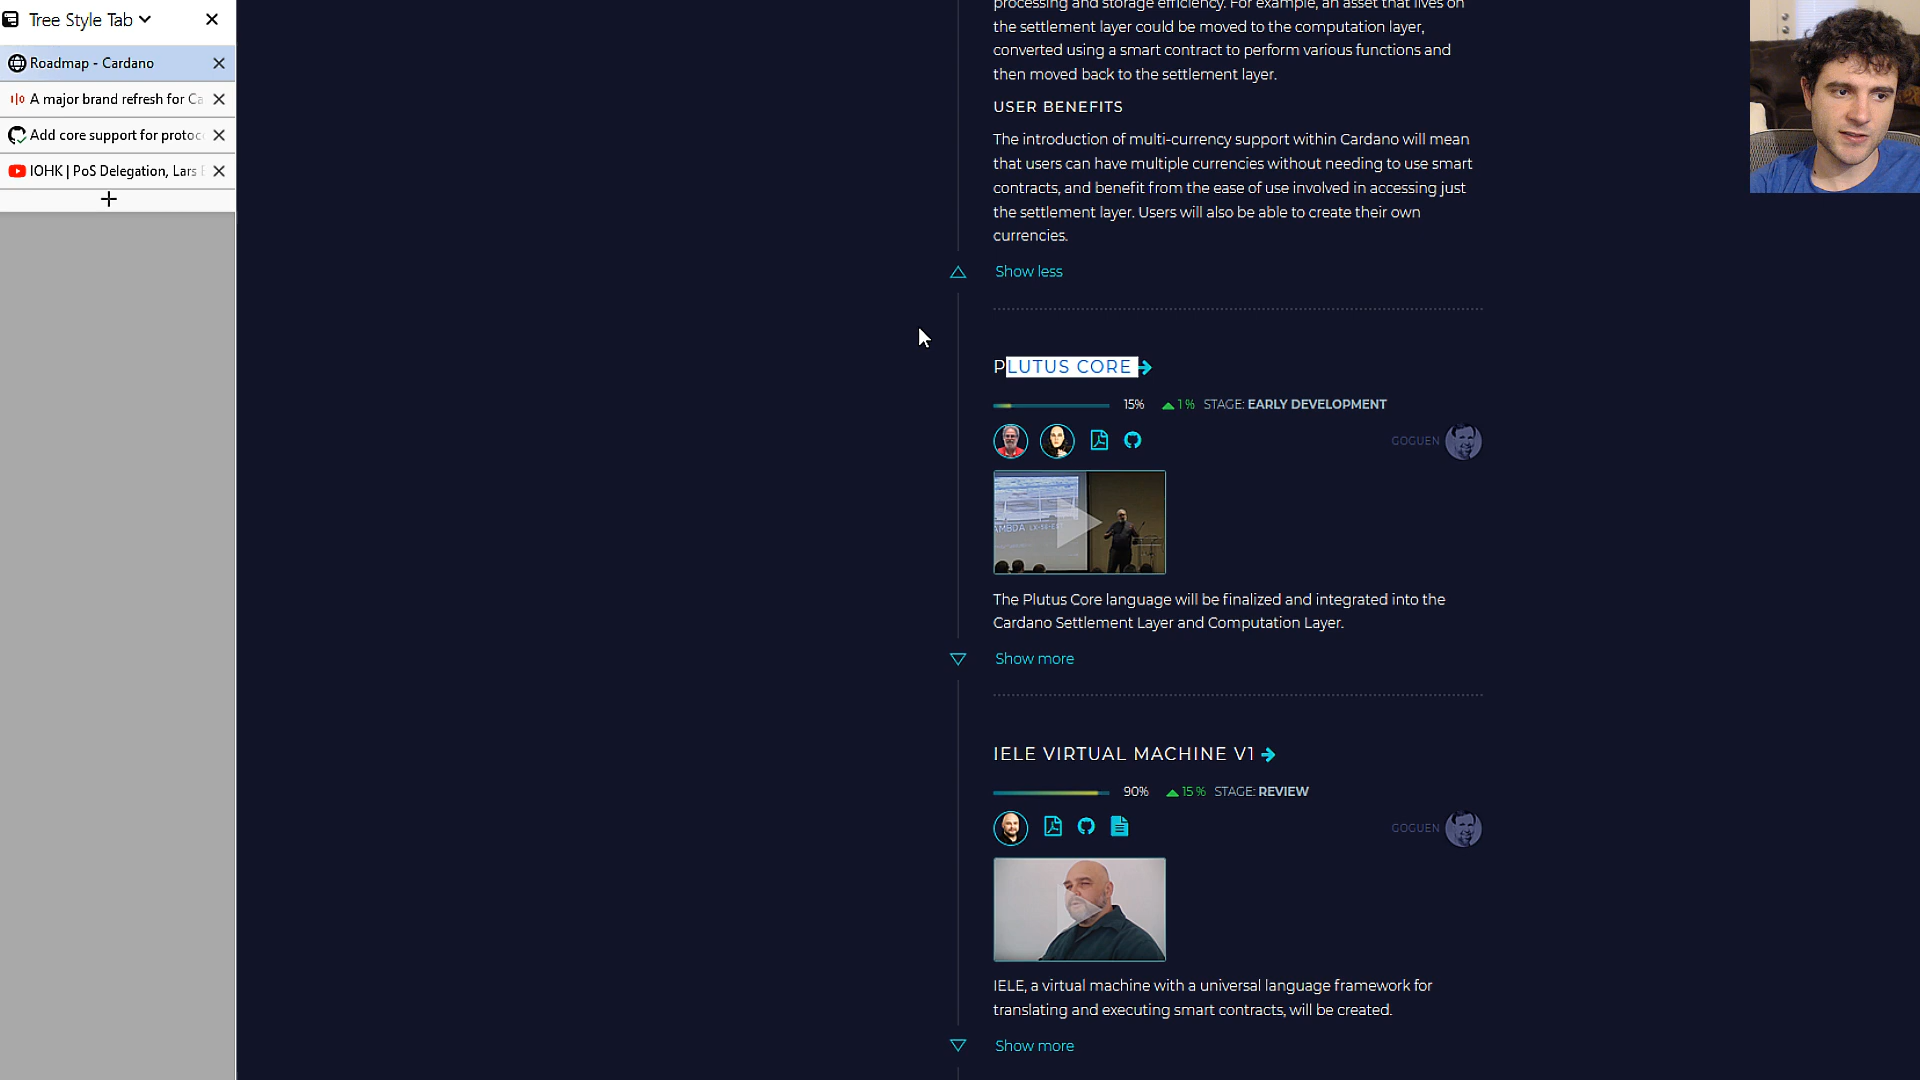 Tree Style Tab
Roadmap - Cardano
A major brand refresh for Ca
Add core support for protoc
IOHK | PoS Delegation, Lars
processing and storage efficiency. For example, an asset that lives on
the settlement layer could be moved to the computation layer,
converted using a smart contract to perform various functions and
then moved back to the settlement layer.
USER BENEFITS
The introduction of multi-currency support within Cardano will mean
that users can have multiple currencies without needing to use smart
contracts, and benefit from the ease of use involved in accessing just
the settlement layer. Users will also be able to create their own
currencies.
Show less
PLUTUS CORE
15% 1% STAGE: EARLY DEVELOPMENT
GOGUEN
The Plutus Core language will be finalized and integrated into the
Cardano Settlement Layer and Computation Layer.
Show more
IELE VIRTUAL MACHINE V1
90% 15% STAGE: REVIEW
GOGUEN
IELE, a virtual machine with a universal language framework for
translating and executing smart contracts, will be created.
Show more